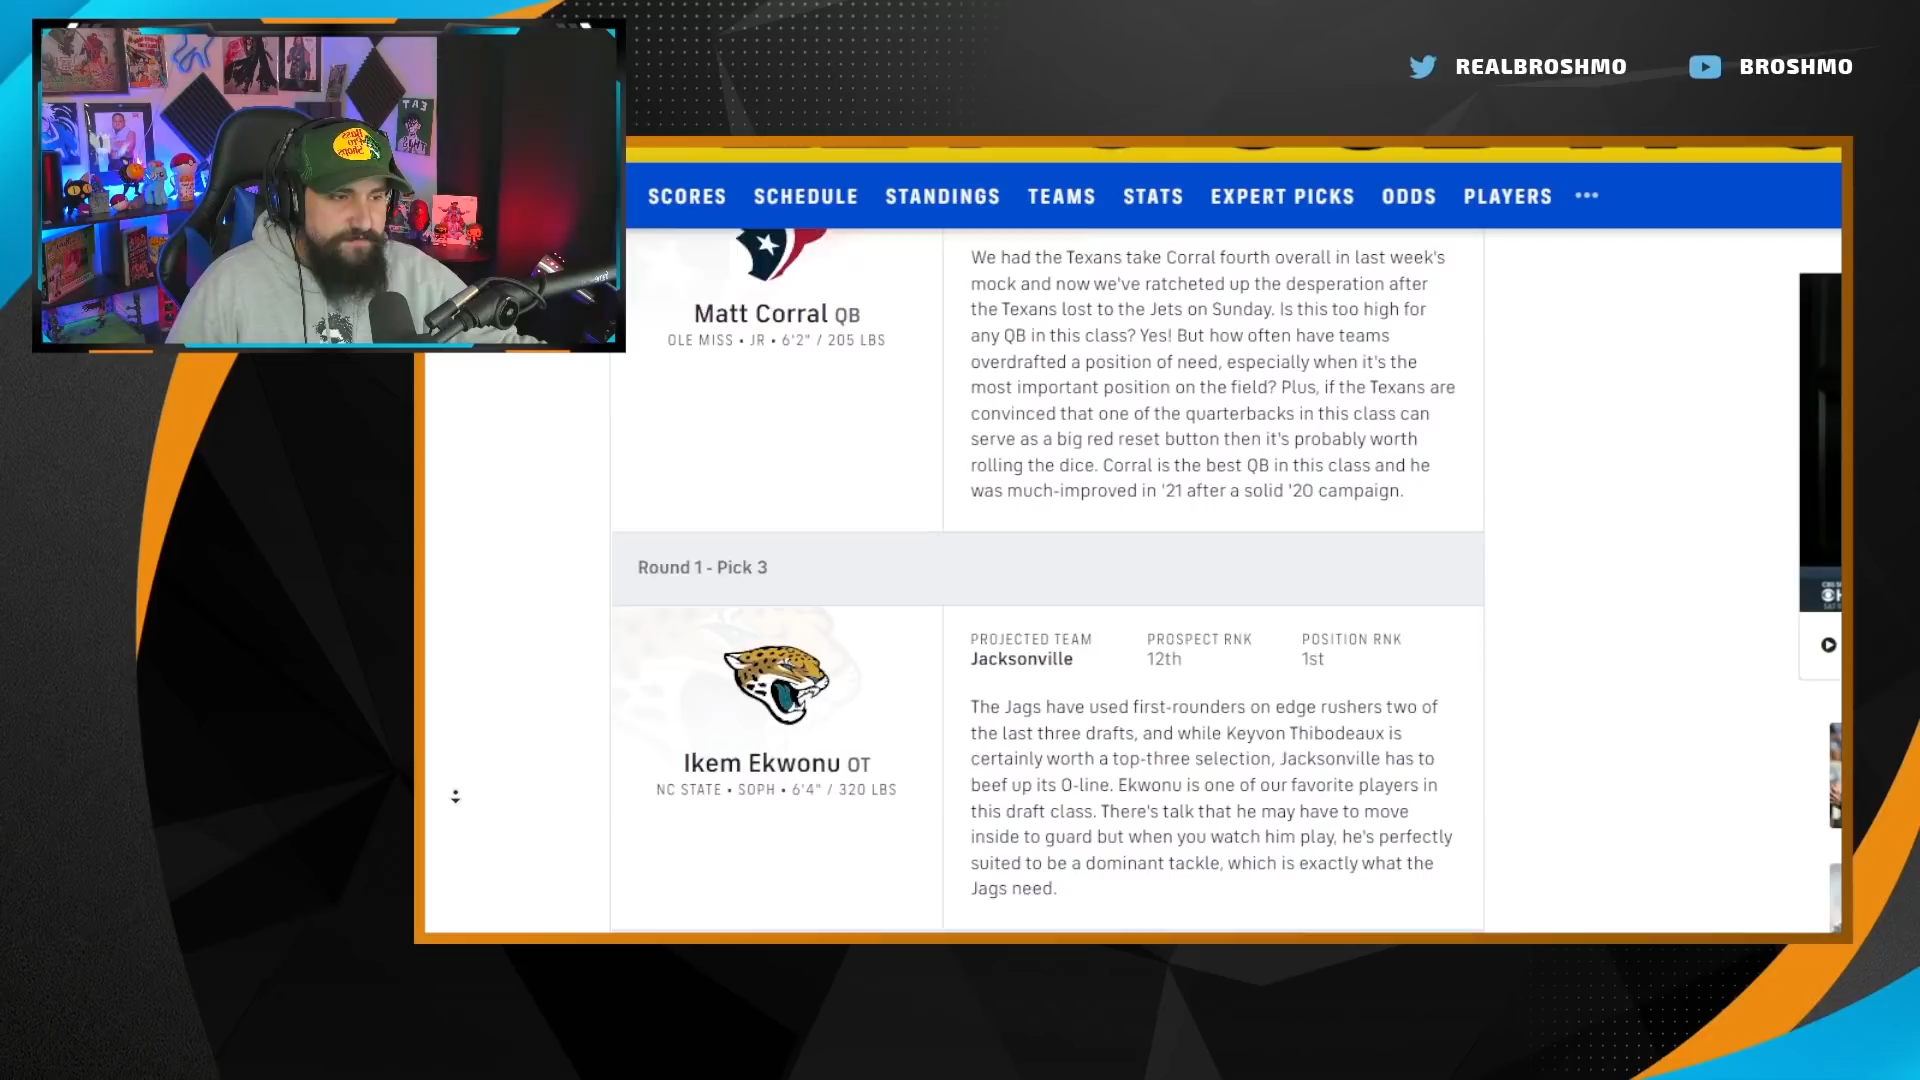 REALBROSHMO
BROSHMO
SCORES SCHEDULE STANDINGS TEAMS STATS EXPERT PICKS ODDS PLAYERS •••
Matt Corral QB
OLE MISS • JR • 6'2" / 205 LBS
We had the Texans take Corral fourth overall in last week's
mock and now we've ratcheted up the desperation after
the Texans lost to the Jets on Sunday. Is this too high for
any QB in this class? Yes! But how often have teams
overdrafted a position of need, especially when it's the
most important position on the field? Plus, if the Texans are
convinced that one of the quarterbacks in this class can
serve as a big red reset button then it's probably worth
rolling the dice. Corral is the best QB in this class and he
was much-improved in '21 after a solid '20 campaign.
Round 1 - Pick 3
Ikem Ekwonu OT
NC STATE • SOPH • 6'4" / 320 LBS
PROJECTED TEAM PROSPECT RNK POSITION RNK
Jacksonville 12th 1st
The Jags have used first-rounders on edge rushers two of
the last three drafts, and while Keyvon Thibodeaux is
certainly worth a top-three selection, Jacksonville has to
beef up its O-line. Ekwonu is one of our favorite players in
this draft class. There's talk that he may have to move
inside to guard but when you watch him play, he's perfectly
suited to be a dominant tackle, which is exactly what the
Jags need.
Bass
Pro
Shops